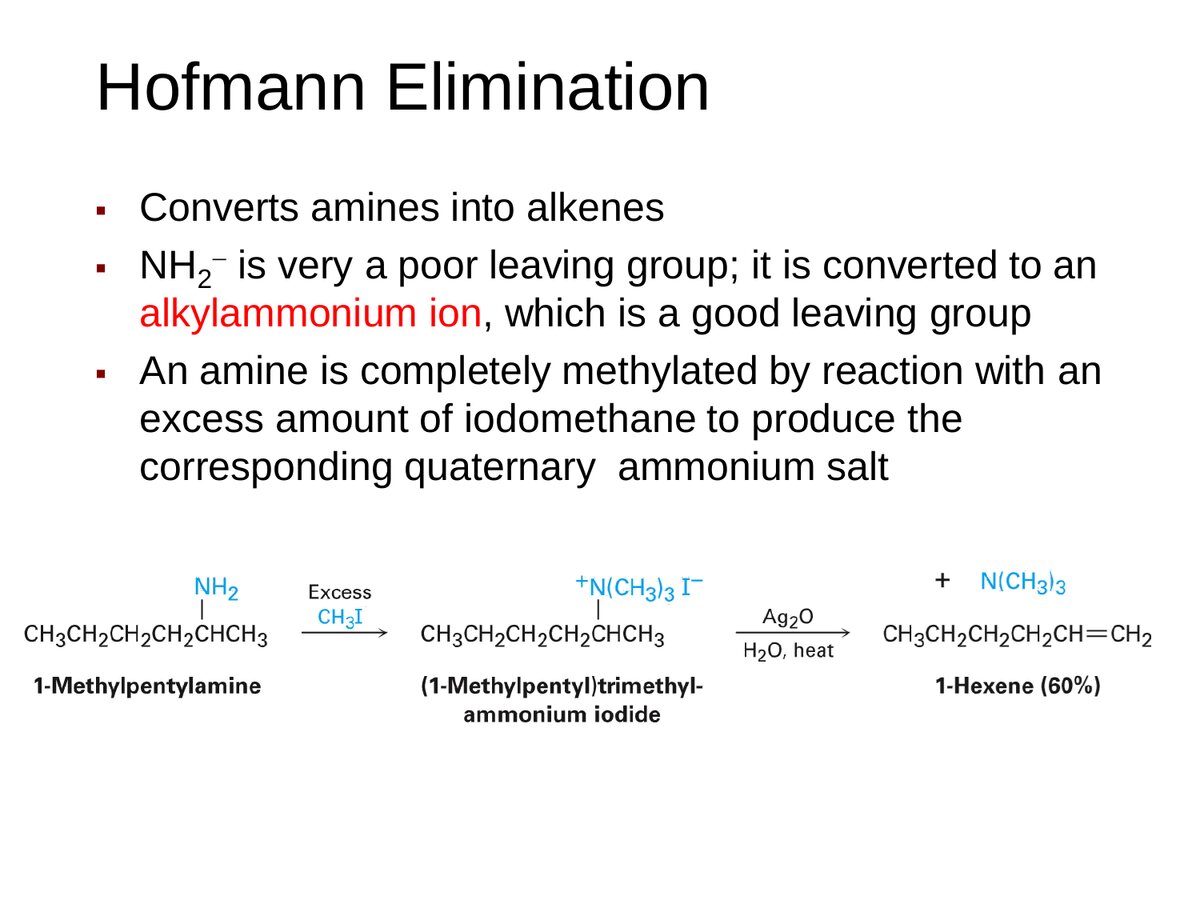 Hofmann Elimination
▪ Converts amines into alkenes
▪ NH₂⁻ is very a poor leaving group; it is converted to an
alkylammonium ion, which is a good leaving group
▪ An amine is completely methylated by reaction with an
excess amount of iodomethane to produce the
corresponding quaternary  ammonium salt
NH₂
CH₃CH₂CH₂CH₂CHCH₃
1-Methylpentylamine
Excess
CH₃I
⁺N(CH₃)₃ I⁻
CH₃CH₂CH₂CH₂CHCH₃
(1-Methylpentyl)trimethyl-
ammonium iodide
Ag₂O
H₂O, heat
+ N(CH₃)₃
CH₃CH₂CH₂CH₂CH=CH₂
1-Hexene (60%)